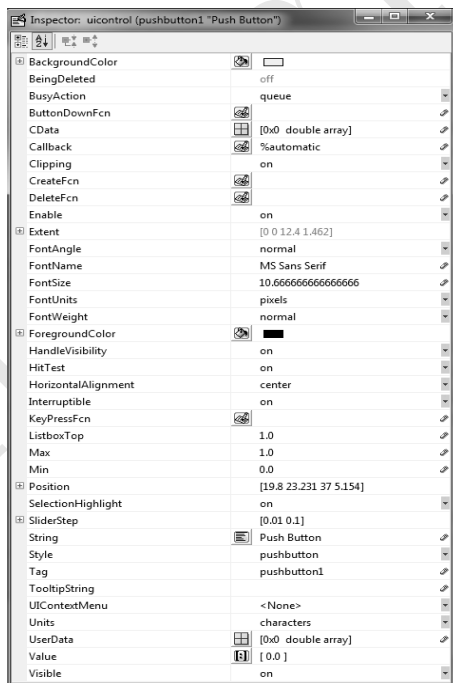 Inspector: uicontrol (pushbutton1 "Push Button")
BackgroundColor
BeingDeleted off
BusyAction queue
ButtonDownFcn
CData [0x0 double array]
Callback %automatic
Clipping on
CreateFcn
DeleteFcn
Enable on
Extent [0 0 12.4 1.462]
FontAngle normal
FontName MS Sans Serif
FontSize 10.666666666666666
FontUnits pixels
FontWeight normal
ForegroundColor
HandleVisibility on
HitTest on
HorizontalAlignment center
Interruptible on
KeyPressFcn
ListboxTop 1.0
Max 1.0
Min 0.0
Position [19.8 23.231 37 5.154]
SelectionHighlight on
SliderStep [0.01 0.1]
String Push Button
Style pushbutton
Tag pushbutton1
TooltipString
UIContextMenu <None>
Units characters
UserData [0x0 double array]
Value [ 0.0 ]
Visible on